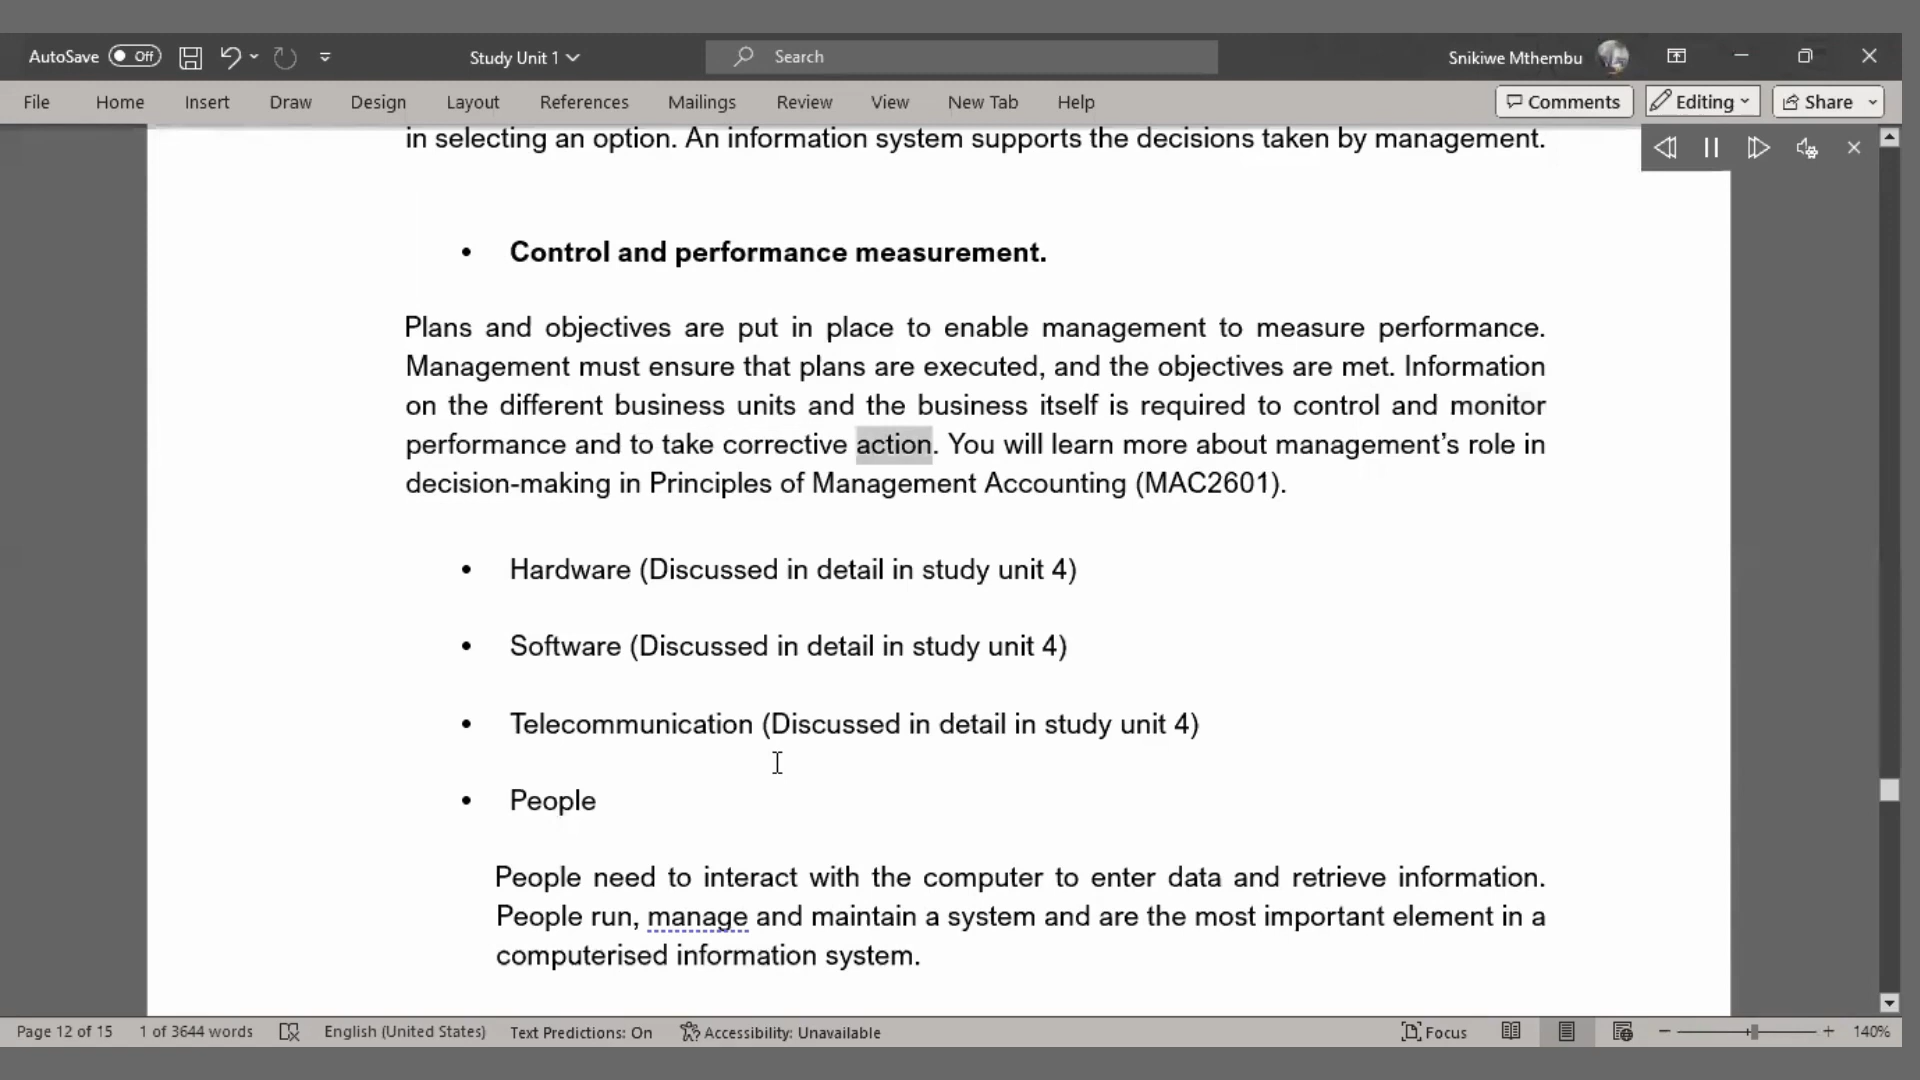 AutoSave Off Study Unit 1 Search Snikiwe Mthembu
File Home Insert Draw Design Layout References Mailings Review View New Tab Help Comments Editing Share
in selecting an option. An information system supports the decisions taken by management.
• Control and performance measurement.
Plans and objectives are put in place to enable management to measure performance.
Management must ensure that plans are executed, and the objectives are met. Information
on the different business units and the business itself is required to control and monitor
performance and to take corrective action. You will learn more about management’s role in
decision-making in Principles of Management Accounting (MAC2601).
• Hardware (Discussed in detail in study unit 4)
• Software (Discussed in detail in study unit 4)
• Telecommunication (Discussed in detail in study unit 4)
• People
People need to interact with the computer to enter data and retrieve information.
People run, manage and maintain a system and are the most important element in a
computerised information system.
Page 12 of 15 1 of 3644 words English (United States) Text Predictions: On Accessibility: Unavailable Focus 140%